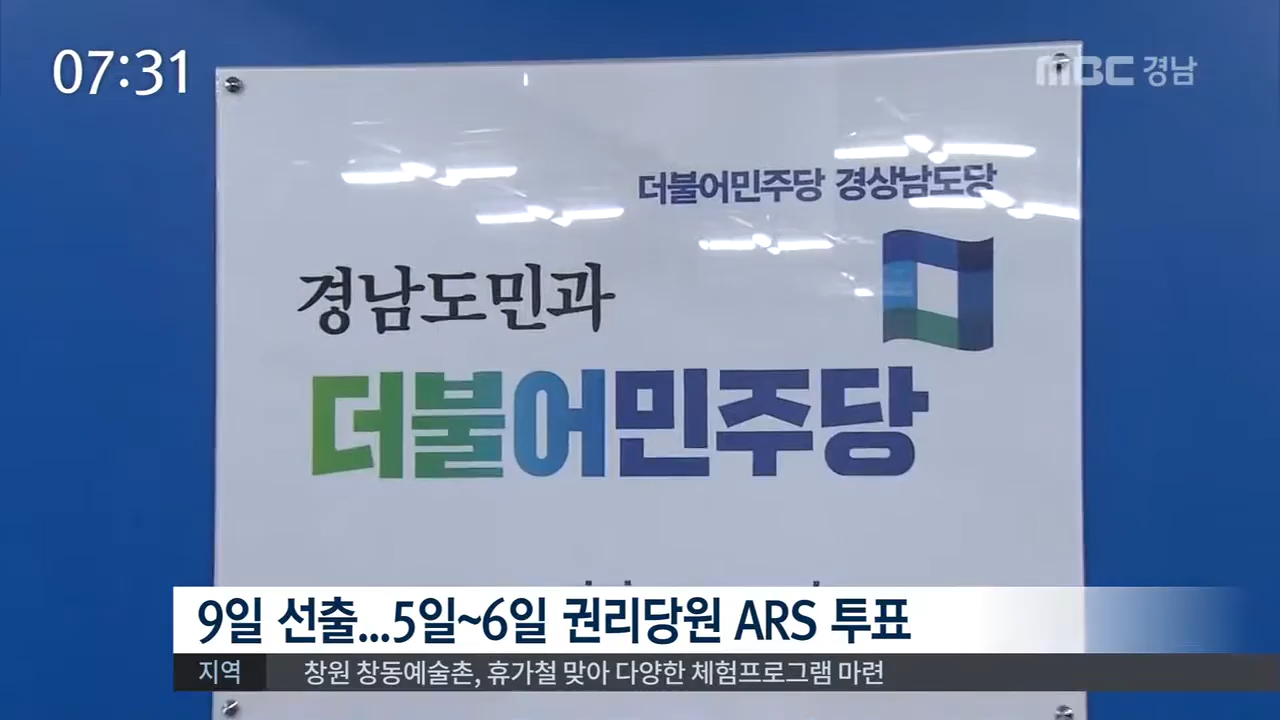 07:31
MBC 경남
더불어민주당 경상남도당
경남도민과
더불어민주당
9일 선출...5일~6일 권리당원 ARS 투표
지역 창원 창동예술촌, 휴가철 맞아 다양한 체험프로그램 마련